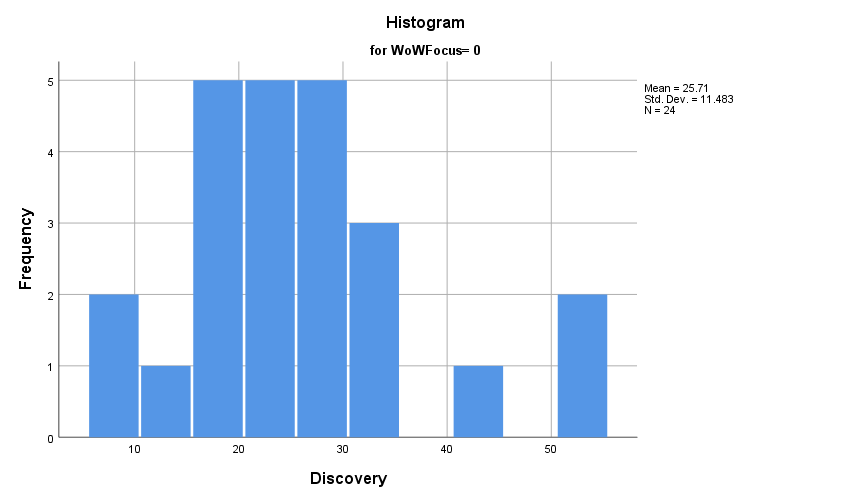 Histogram
for WoWFocus= 0
Mean = 25.71
Std. Dev. = 11.483
N = 24
5
4
3
2
1
0
Frequency
10 20 30 40 50
Discovery